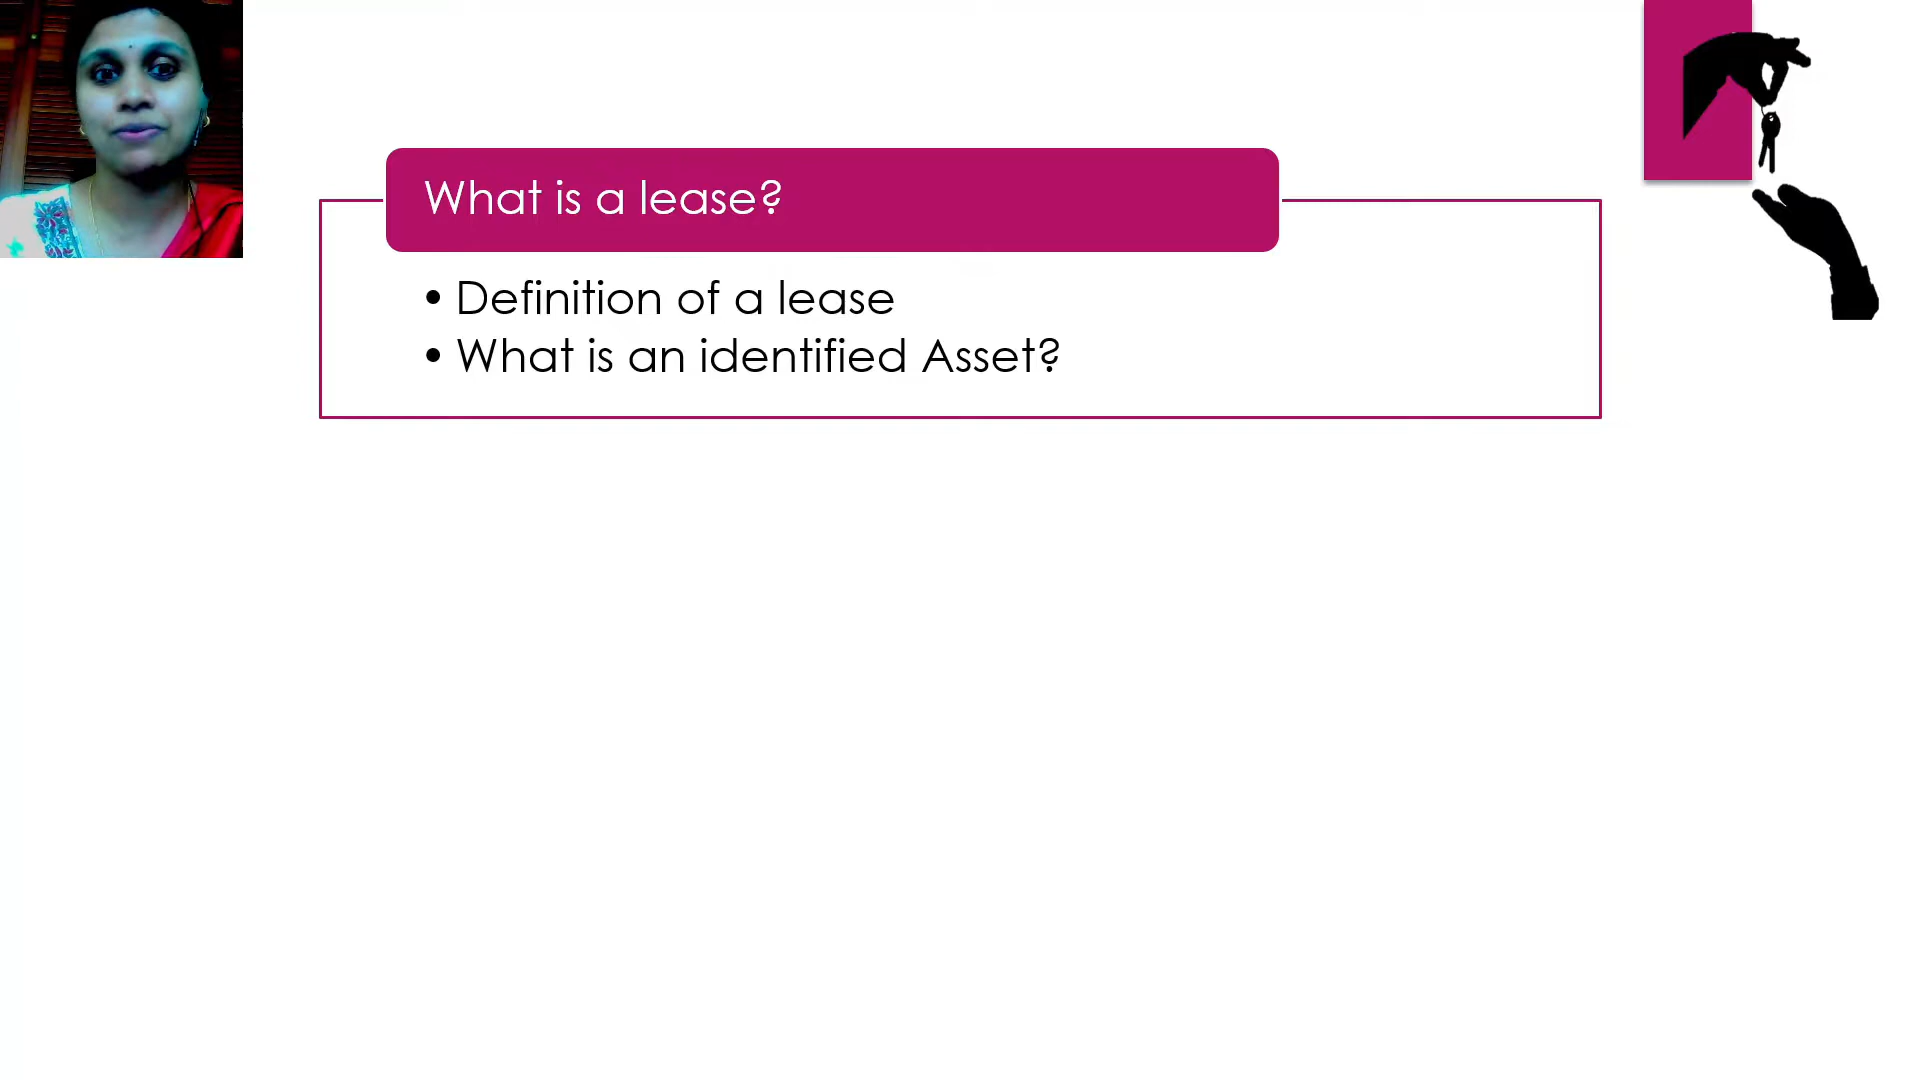 What is a lease?
• Definition of a lease
• What is an identified Asset?